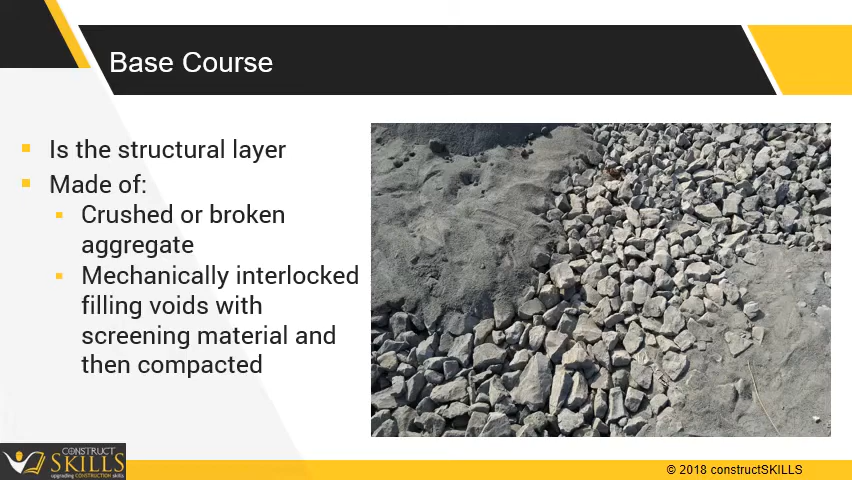 Base Course
Is the structural layer
Made of:
Crushed or broken
aggregate
Mechanically interlocked
filling voids with
screening material and
then compacted
CONSTRUCT
SKILLS
upgrading CONSTRUCTION skills
© 2018 constructSKILLS